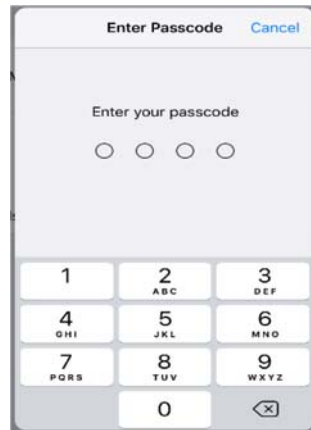 Enter Passcode Cancel
Enter your passcode
1 2 3
ABC DEF
4 5 6
GHI JKL MNO
7 8 9
PQRS TUV WXYZ
0